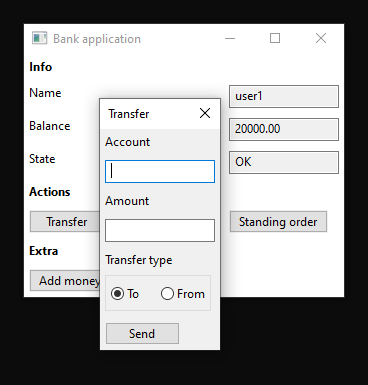 Bank application
Info
Name
user1
Balance
20000.00
State
OK
Actions
Transfer
Standing order
Extra
Add money
Transfer
Account
Amount
Transfer type
To From
Send